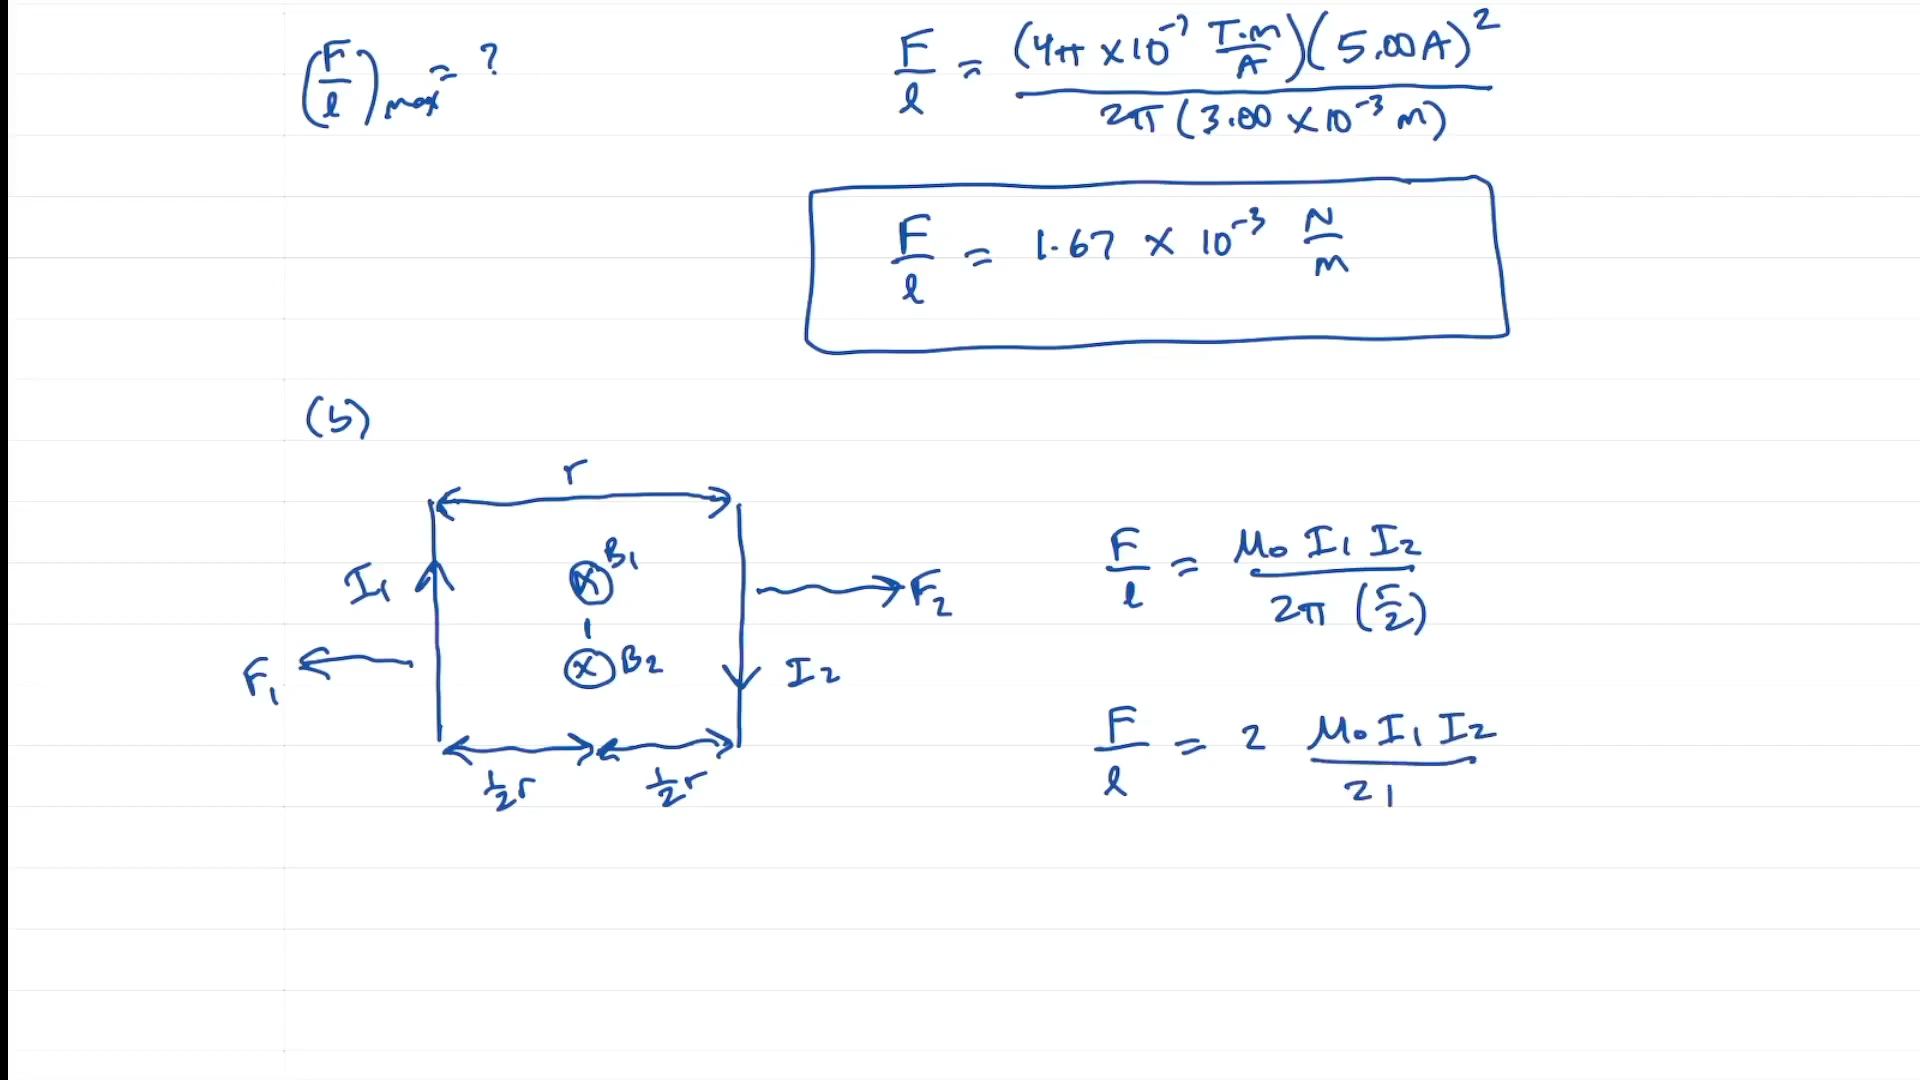 (F/l)max = ?
F/l = (4π × 10⁻⁷ T·m/A)(5.00 A)² / 2π (3.00 × 10⁻³ m)
F/l = 1.67 × 10⁻³ N/m
(b)
r
I₁
B₁
F₂
F₁
B₂
I₂
½r ½r
F/l = μ₀ I₁ I₂ / 2π (r/2)
F/l = 2 μ₀ I₁ I₂ / 2 1